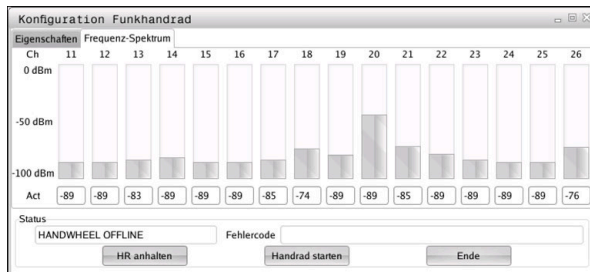 Konfiguration Funkhandrad
Eigenschaften Frequenz-Spektrum
Ch 11 12 13 14 15 16 17 18 19 20 21 22 23 24 25 26
0 dBm
-50 dBm
-100 dBm
Act -89 -89 -83 -89 -89 -89 -85 -74 -89 -89 -85 -89 -89 -89 -89 -76
Status
HANDWHEEL OFFLINE Fehlercode
HR anhalten Handrad starten Ende